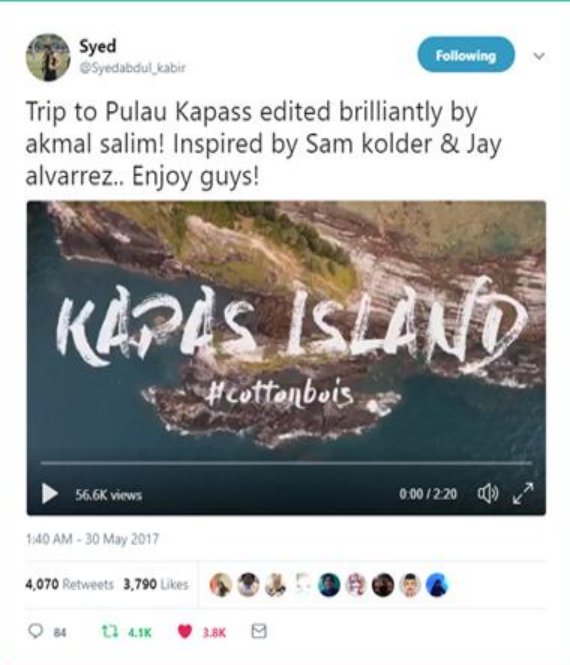 Syed
@Syedabdul_kabir
Following
Trip to Pulau Kapass edited brilliantly by
akmal salim! Inspired by Sam kolder & Jay
alvarrez.. Enjoy guys!
KAPAS ISLAND
#cottonbois
56.6K views
0:00 / 2:20
1:40 AM - 30 May 2017
4,070 Retweets 3,790 Likes
84 4.1K 3.8K